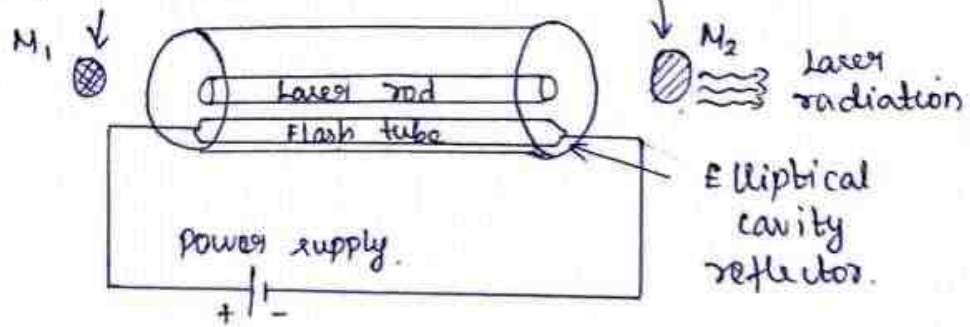 M1
M2
Laser
radiation
Laser rod
Flash tube
Elliptical
cavity
reflector.
Power supply.
+ -